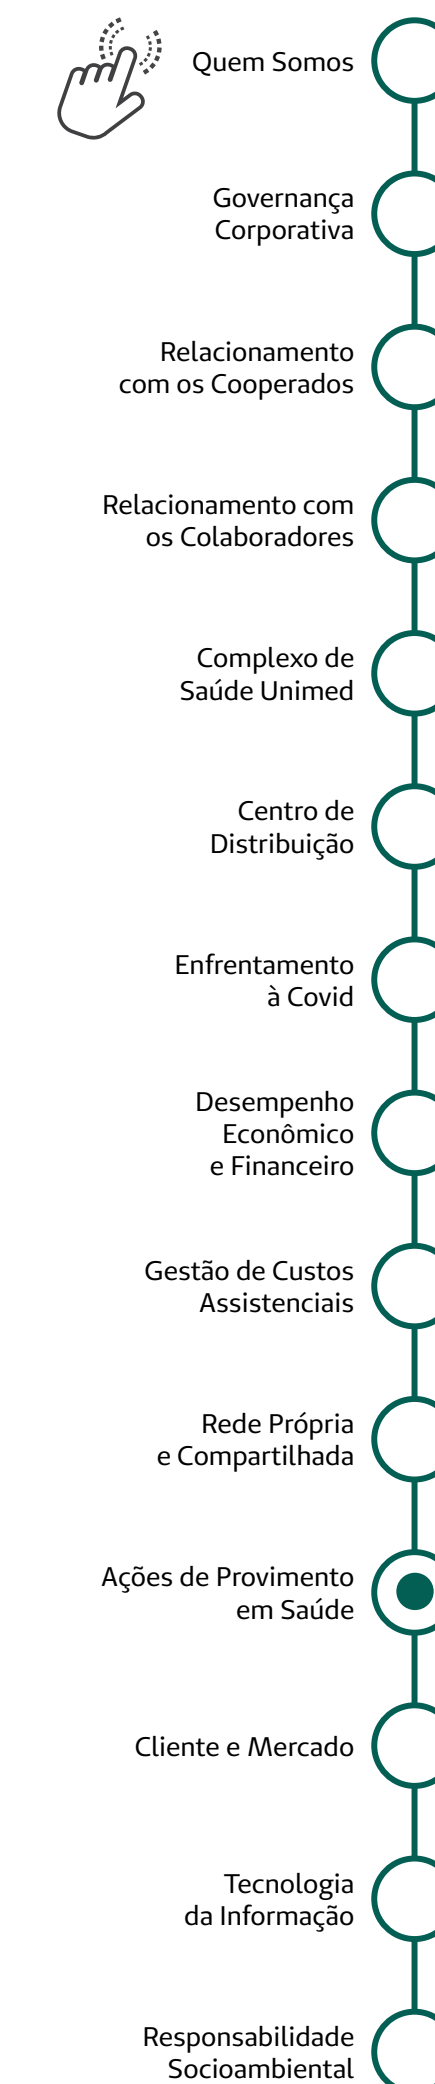 Quem Somos
Governança
Corporativa
Relacionamento
com os Cooperados
Relacionamento com
os Colaboradores
Complexo de
Saúde Unimed
Centro de
Distribuição
Enfrentamento
à Covid
Desempenho
Econômico
e Financeiro
Gestão de Custos
Assistenciais
Rede Própria
e Compartilhada
Ações de Provimento
em Saúde
Cliente e Mercado
Tecnologia
da Informação
Responsabilidade
Socioambiental